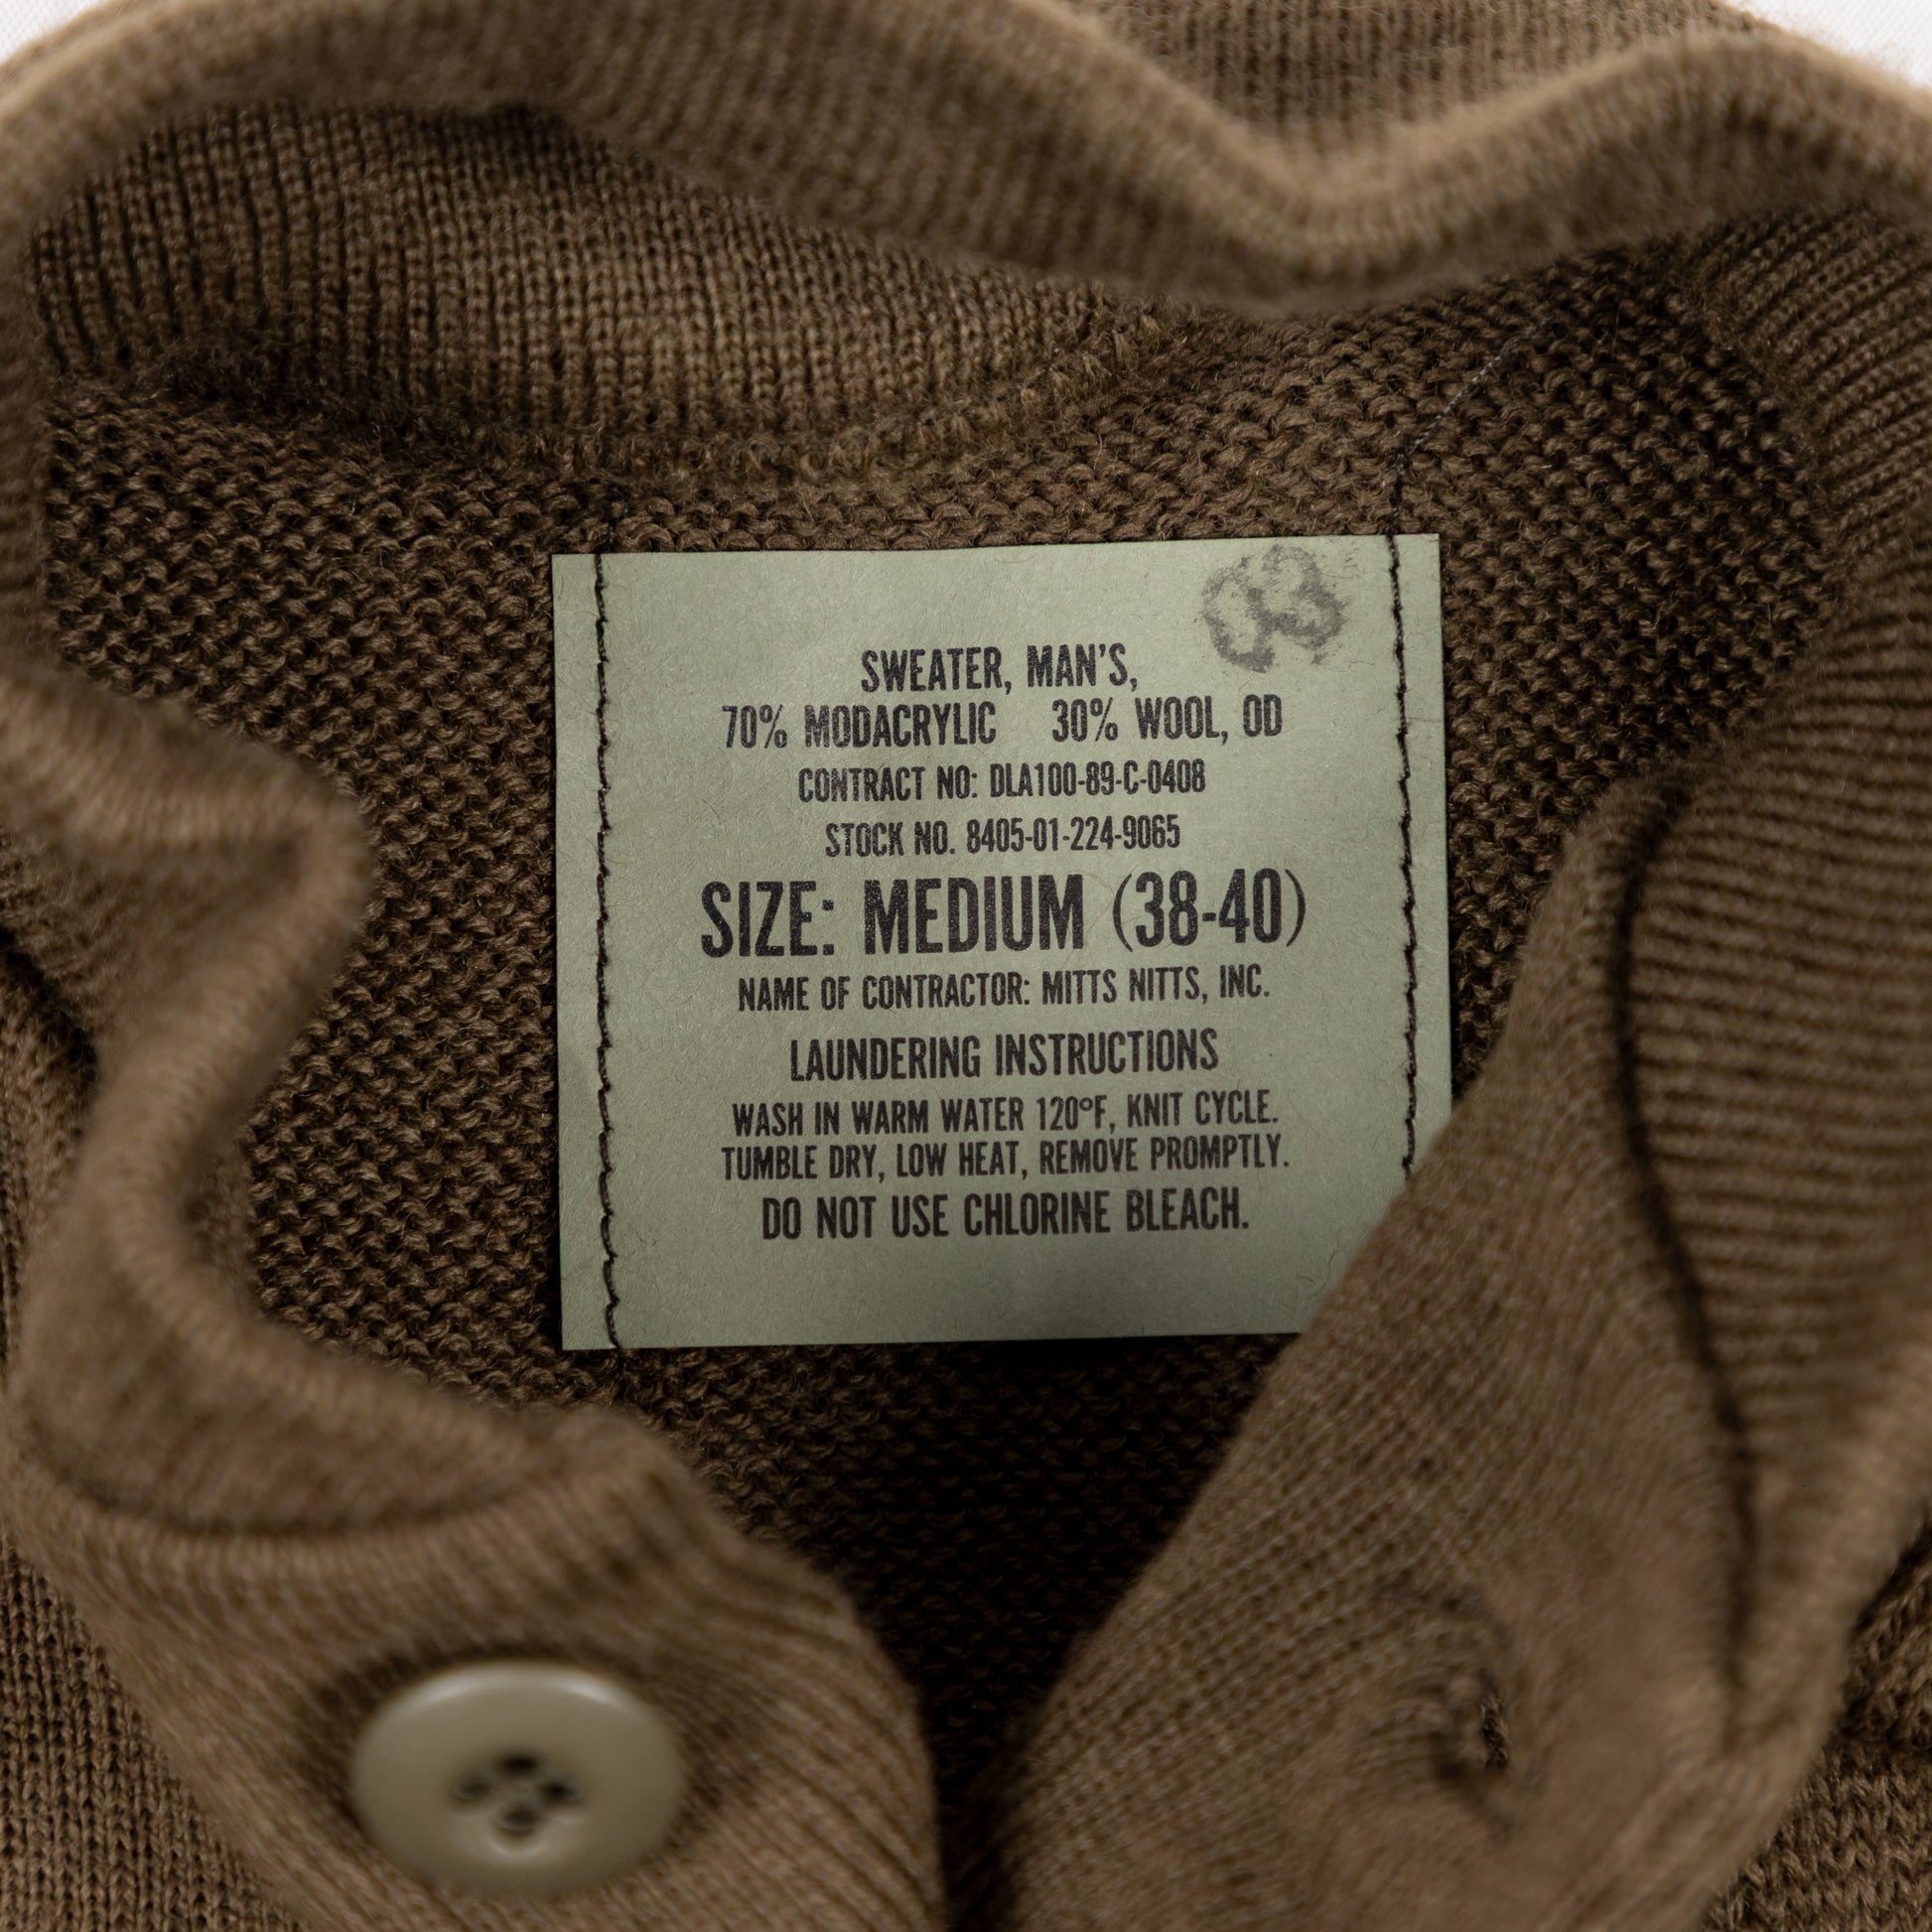 93
SWEATER, MAN'S,
70% MODACRYLIC 30% WOOL, OD
CONTRACT NO: DLA100-89-C-0408
STOCK NO. 8405-01-224-9065
SIZE: MEDIUM (38-40)
NAME OF CONTRACTOR: MITTS NITTS, INC.
LAUNDERING INSTRUCTIONS
WASH IN WARM WATER 120ºF, KNIT CYCLE.
TUMBLE DRY, LOW HEAT, REMOVE PROMPTLY.
DO NOT USE CHLORINE BLEACH.